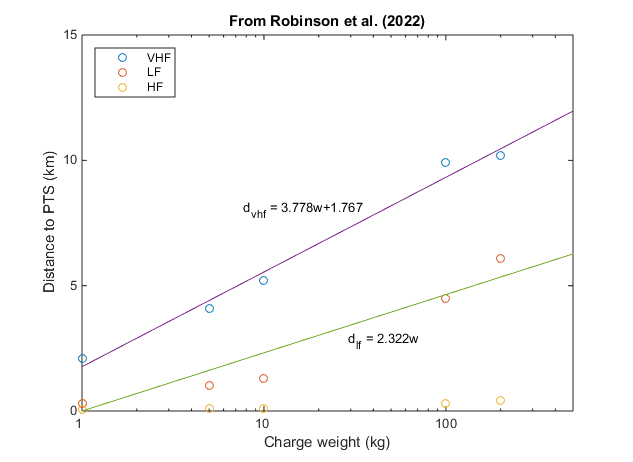 From Robinson et al. (2022)
15
VHF
LF
HF
10
d_vhf = 3.778w+1.767
Distance to PTS (km)
5
d_lf = 2.322w
0
1
10
100
Charge weight (kg)